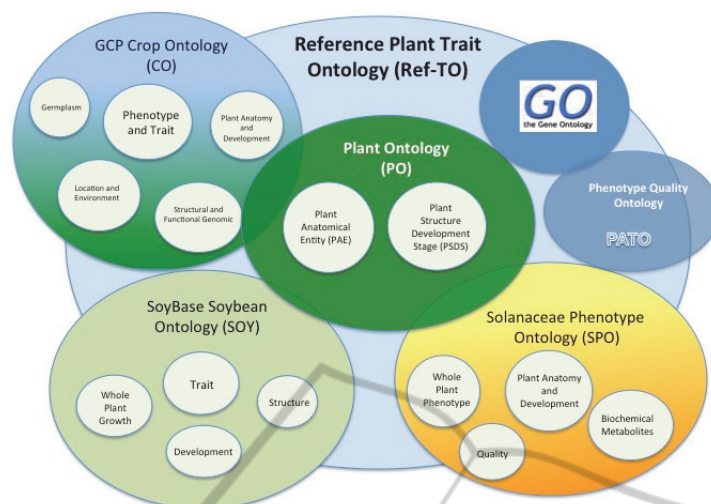 GCP Crop Ontology
(CO)
Germplasm
Phenotype
and Trait
Plant Anatomy
and
Development
Location and
Environment
Structural and
Functional Genomic
Reference Plant Trait
Ontology (Ref-TO)
GO
the Gene Ontology
Plant Ontology
(PO)
Plant
Anatomical
Entity (PAE)
Plant
Structure
Development
Stage (PSDS)
Phenotype Quality
Ontology
PATO
SoyBase Soybean
Ontology (SOY)
Whole
Plant
Growth
Trait
Structure
Development
Solanaceae Phenotype
Ontology (SPO)
Whole
Plant
Phenotype
Plant Anatomy
and
Development
Biochemical
Metabolites
Quality